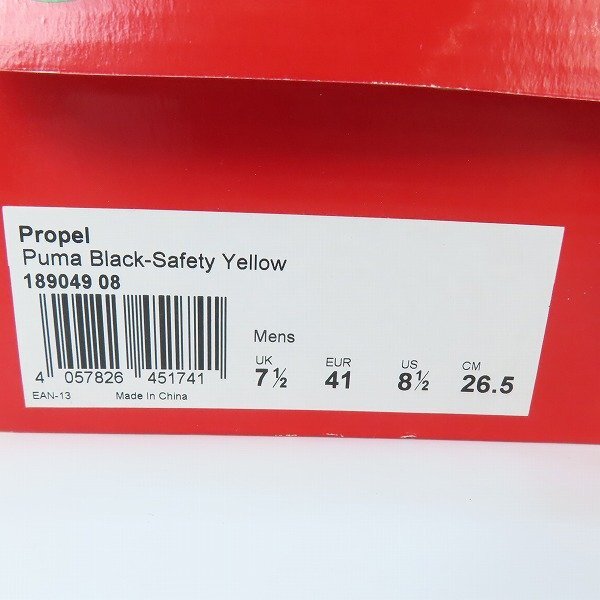 Propel
Puma Black-Safety Yellow
189049 08
4 057826 451741
EAN-13 Made In China
Mens
UK EUR US CM
7½ 41 8½ 26.5